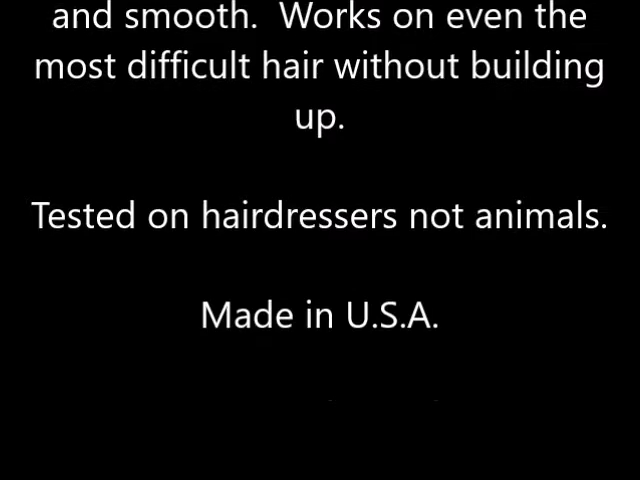 and smooth.  Works on even the
most difficult hair without building
up.
Tested on hairdressers not animals.
Made in U.S.A.